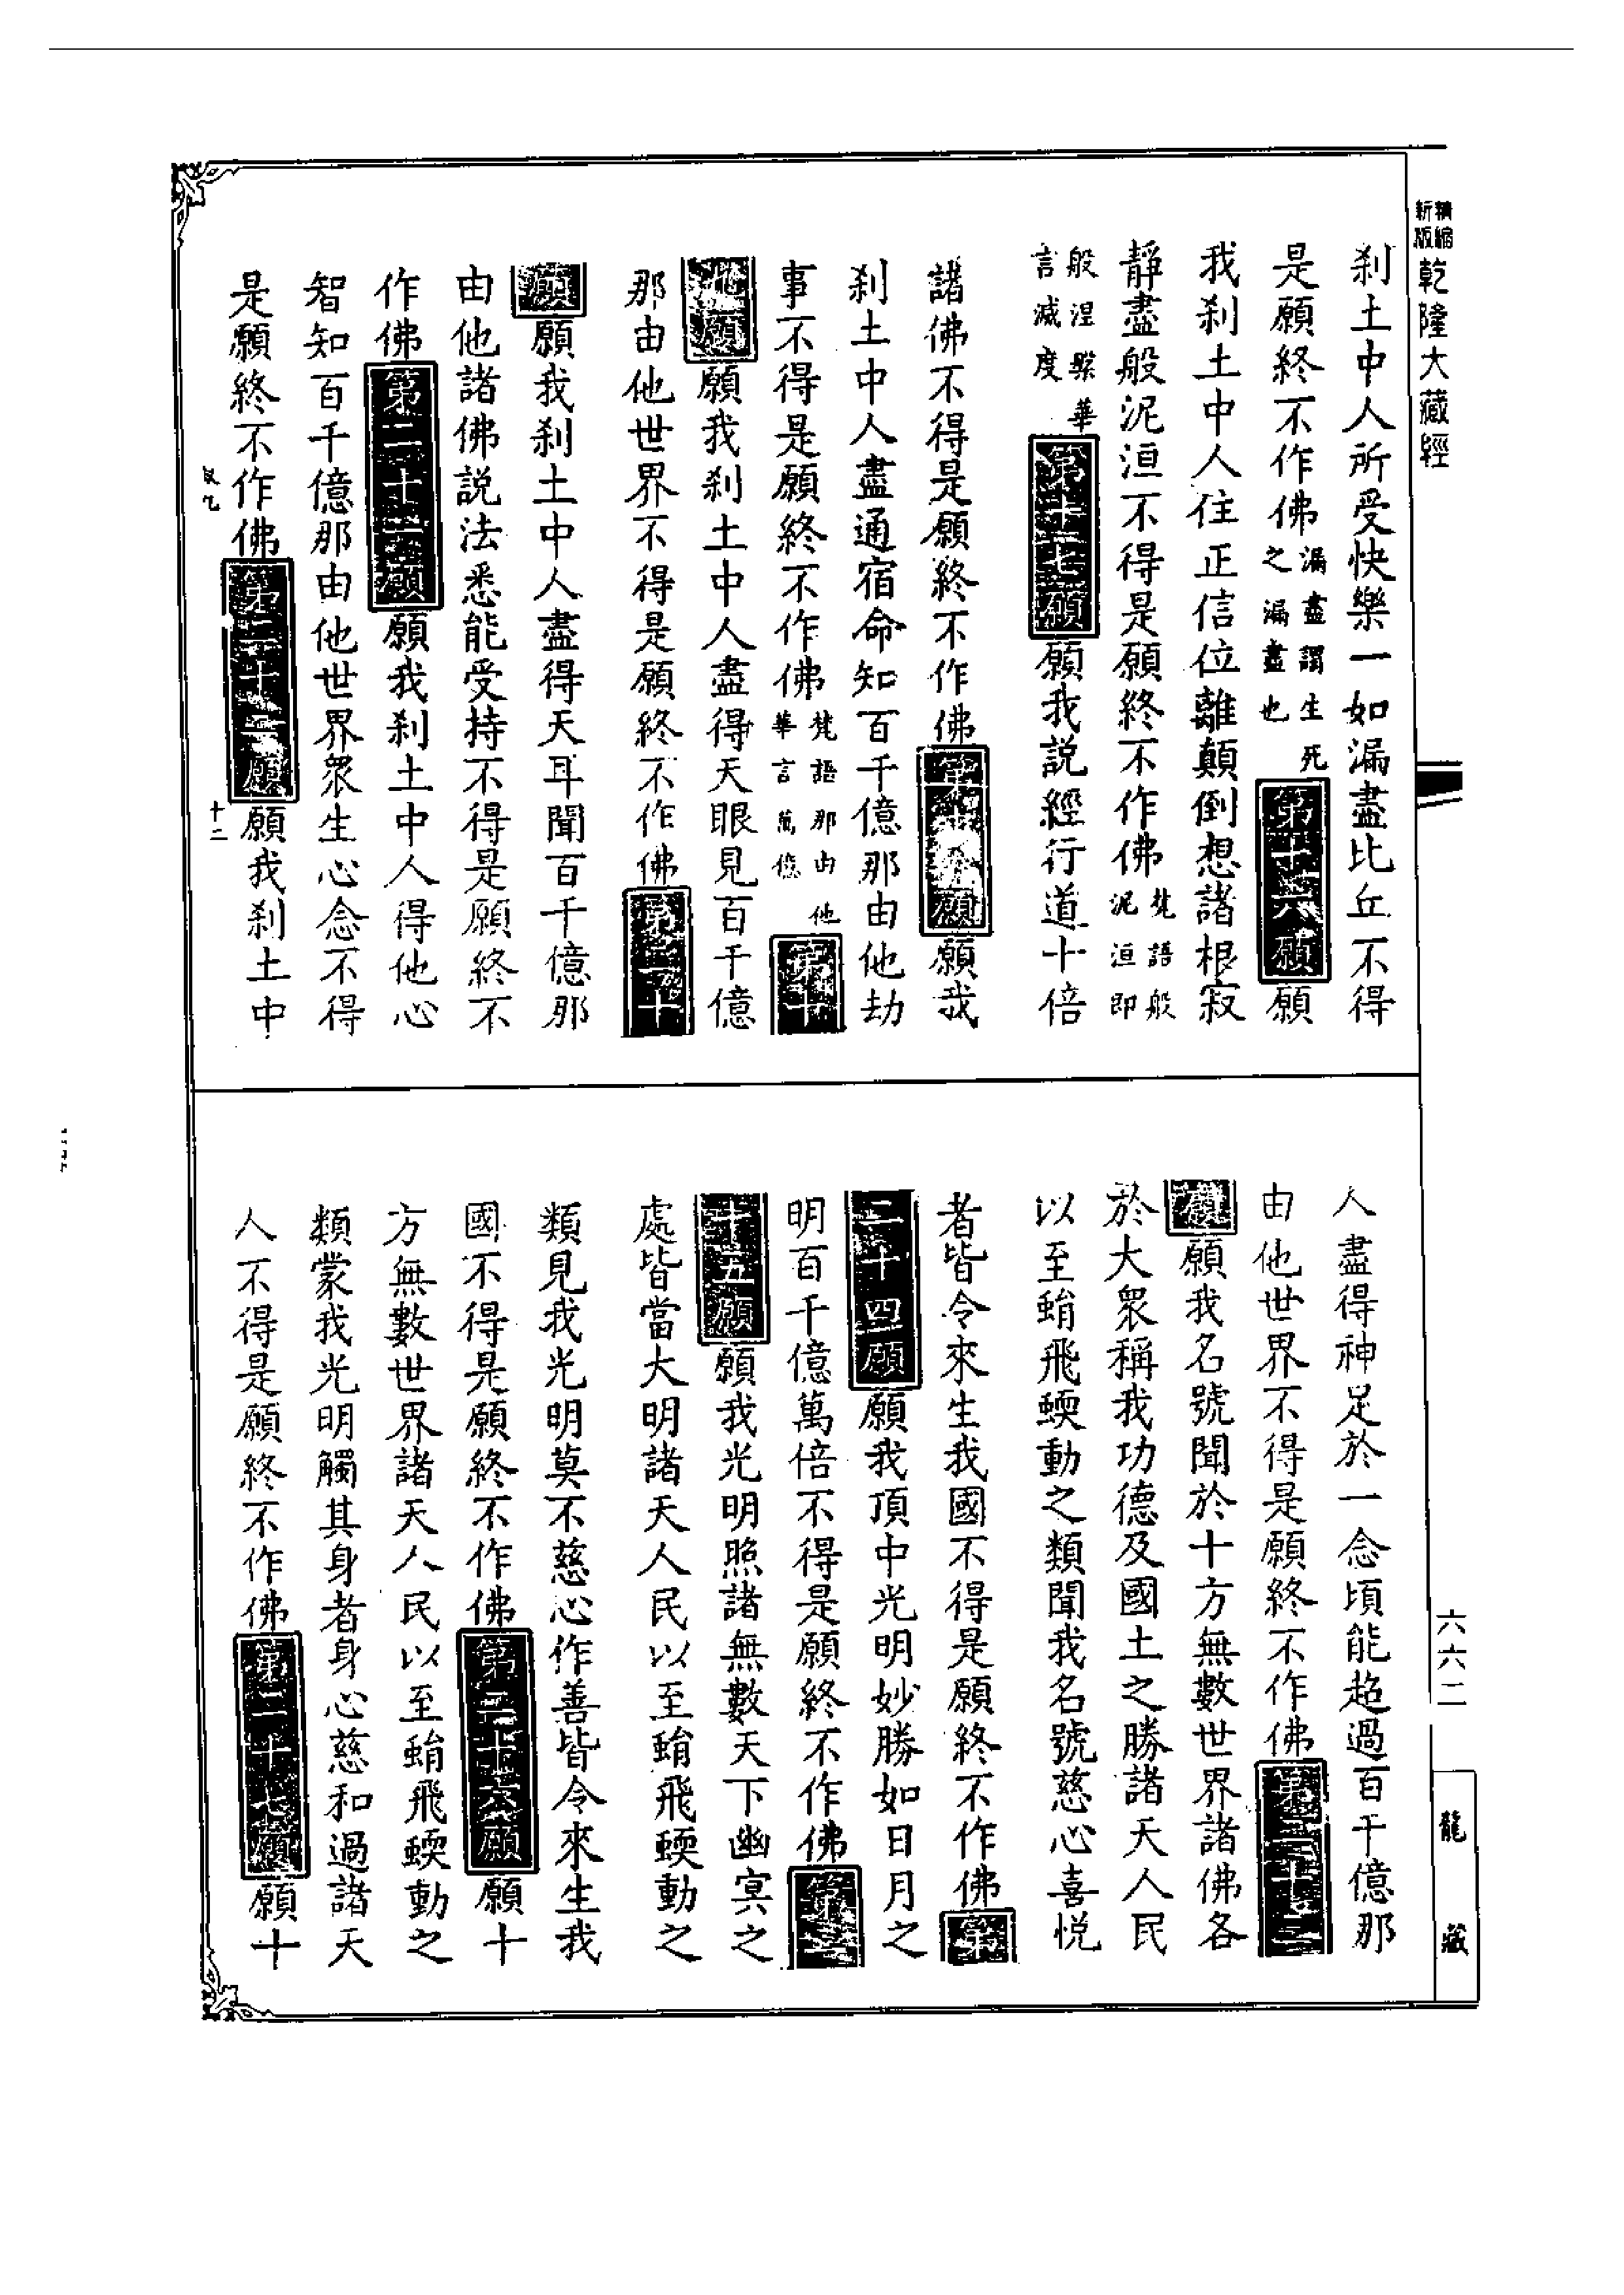 精縮新版乾隆大藏經
刹土中人所受快樂一如漏盡比丘不得
是願終不作佛漏盡謂生死之漏盡也第十六願願
我刹土中人住正信位離顛倒想諸根寂
靜盡般泥洹不得是願終不作佛梵語般泥洹即
般涅槃華言滅度第十七願願我説經行道十倍
諸佛不得是願終不作佛第十八願願我
刹土中人盡通宿命知百千億那由他劫
事不得是願終不作佛梵語那由他華言萬億第十
九願願我刹土中人盡得天眼見百千億
那由他世界不得是願終不作佛第二十
願願我刹土中人盡得天耳聞百千億那
由他諸佛説法悉能受持不得是願終不
作佛第二十一願願我刹土中人得他心
智知百千億那由他世界衆生心念不得
是願終不作佛第二十二願願我刹土中
十二
人盡得神足於一念頃能超過百千億那
由他世界不得是願終不作佛第二十三
願願我名號聞於十方無數世界諸佛各
於大衆稱我功德及國土之勝諸天人民
以至蜎飛蝡動之類聞我名號慈心喜悅
者皆令來生我國不得是願終不作佛第
二十四願願我頂中光明妙勝如日月之
明百千億萬倍不得是願終不作佛第二
十五願願我光明照諸無數天下幽冥之
處皆當大明諸天人民以至蜎飛蝡動之
類見我光明莫不慈心作善皆令來生我
國不得是願終不作佛第二十六願願十
方無數世界諸天人民以至蜎飛蝡動之
類蒙我光明觸其身者身心慈和過諸天
人不得是願終不作佛第二十七願願十
六六二
龍藏